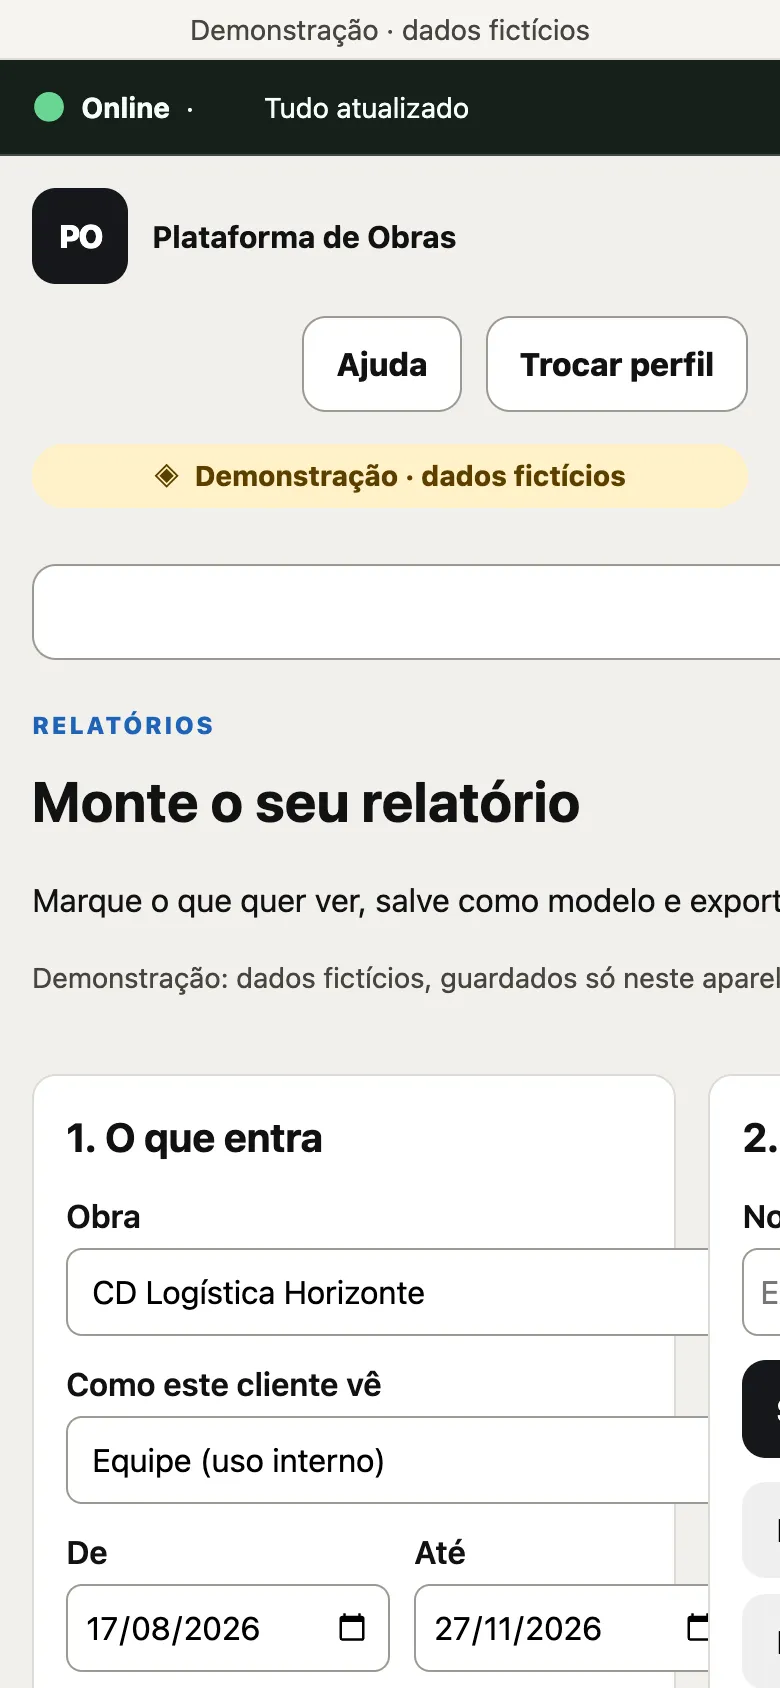 Demonstração · dados fictícios
Online · Tudo atualizado
PO Plataforma de Obras
Ajuda Trocar perfil
◈ Demonstração · dados fictícios
RELATÓRIOS
Monte o seu relatório
Marque o que quer ver, salve como modelo e export
Demonstração: dados fictícios, guardados só neste aparel
1. O que entra
Obra
CD Logística Horizonte
Como este cliente vê
Equipe (uso interno)
De Até
17/08/2026 27/11/2026
2.
No
E